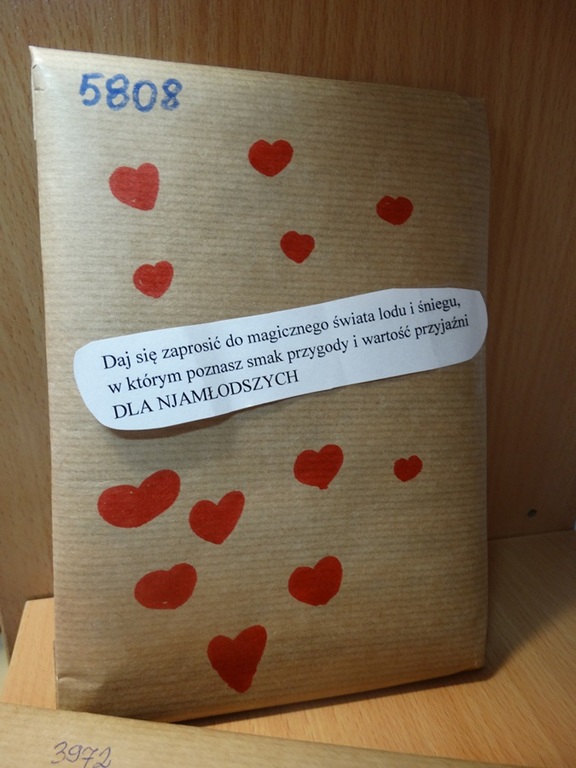 5808
Daj się zaprosić do magicznego świata lodu i śniegu,
w którym poznasz smak przygody i wartość przyjaźni
DLA NJAMŁODSZYCH
3972